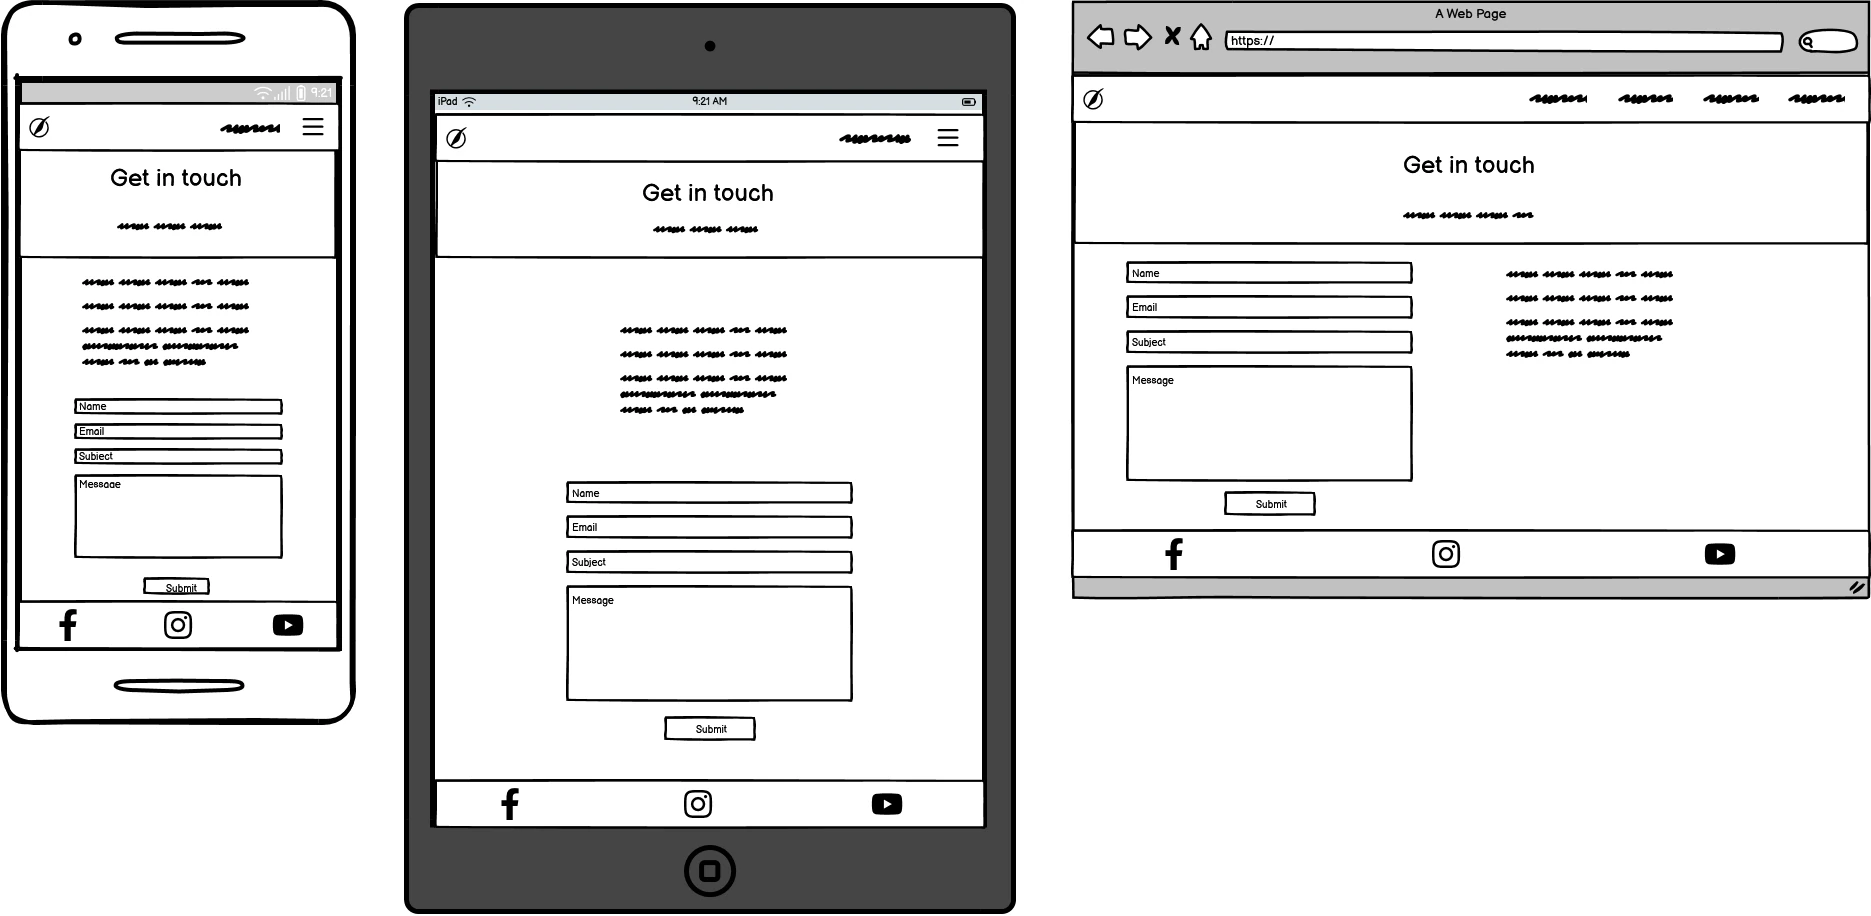 9:21
Get in touch
Name
Email
Subject
Message
Submit
iPad
9:21 AM
Get in touch
Name
Email
Subject
Message
Submit
A Web Page
https://
Get in touch
Name
Email
Subject
Message
Submit